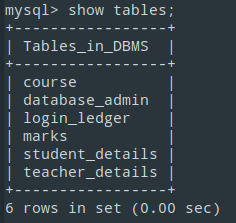 mysql> show tables;
+-----------------+
| Tables_in_DBMS  |
+-----------------+
| course          |
| database_admin  |
| login_ledger    |
| marks           |
| student_details |
| teacher_details |
+-----------------+
6 rows in set (0.00 sec)